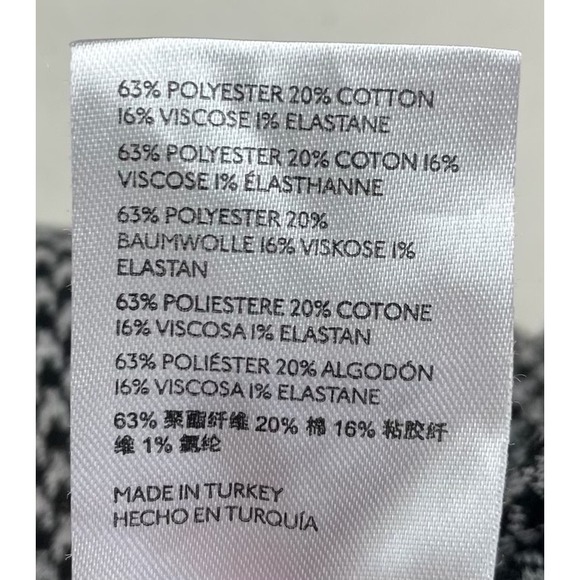 63% POLYESTER 20% COTTON
16% VISCOSE 1% ELASTANE
63% POLYESTER 20% COTON 16%
VISCOSE 1% ÉLASTHANNE
63% POLYESTER 20%
BAUMWOLLE 16% VISKOSE 1%
ELASTAN
63% POLIESTERE 20% COTONE
16% VISCOSA 1% ELASTAN
63% POLIÉSTER 20% ALGODÓN
16% VISCOSA 1% ELASTANE
63% 聚酯纤维 20% 棉 16% 粘胶纤
维 1% 氨纶
MADE IN TURKEY
HECHO EN TURQUÍA